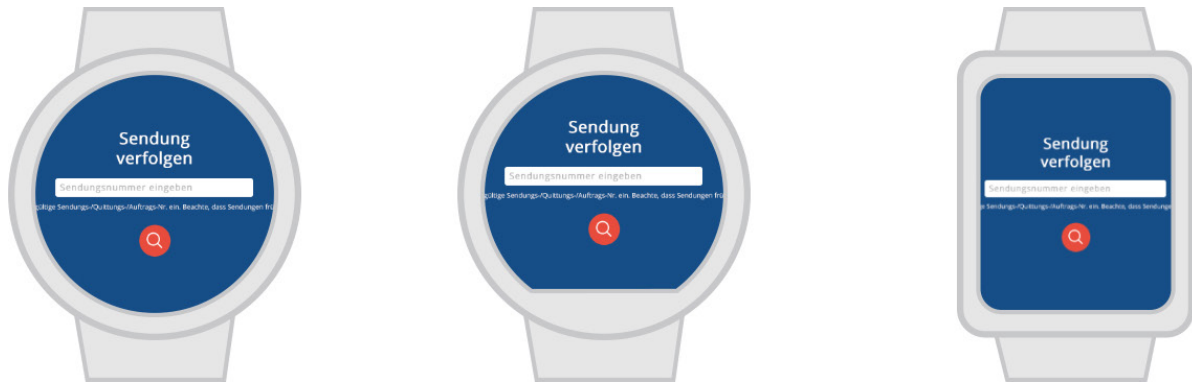 Sendung
verfolgen
Sendungsnummer eingeben
gültige Sendungs-/Quittungs-/Auftrags-Nr. ein. Beachte, dass Sendungen frü
Sendung
verfolgen
Sendungsnummer eingeben
gültige Sendungs-/Quittungs-/Auftrags-Nr. ein. Beachte, dass Sendungen frü
Sendung
verfolgen
Sendungsnummer eingeben
e Sendungs-/Quittungs-/Auftrags-Nr. ein. Beachte, dass Sendunge